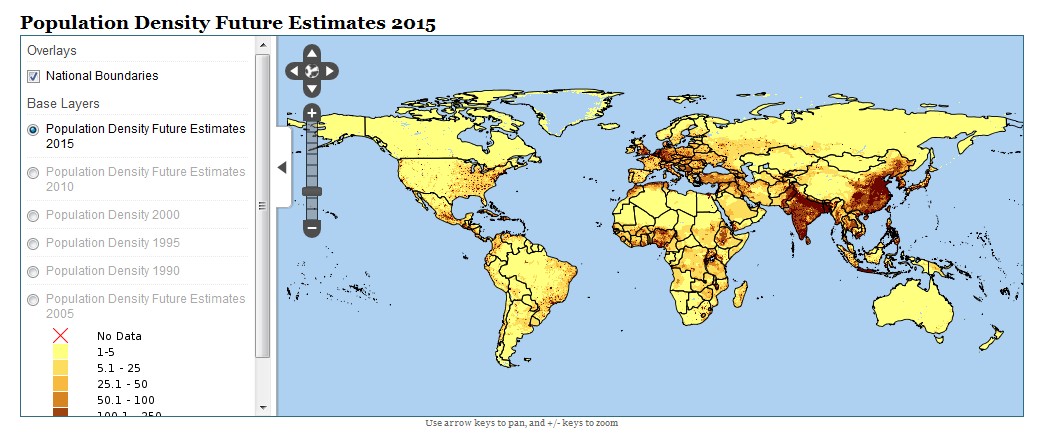 Population Density Future Estimates 2015
Overlays
National Boundaries
Base Layers
Population Density Future Estimates
2015
Population Density Future Estimates
2010
Population Density 2000
Population Density 1995
Population Density 1990
Population Density Future Estimates
2005
No Data
1-5
5.1 - 25
25.1 - 50
50.1 - 100
100.1 - 250
Use arrow keys to pan, and +/- keys to zoom